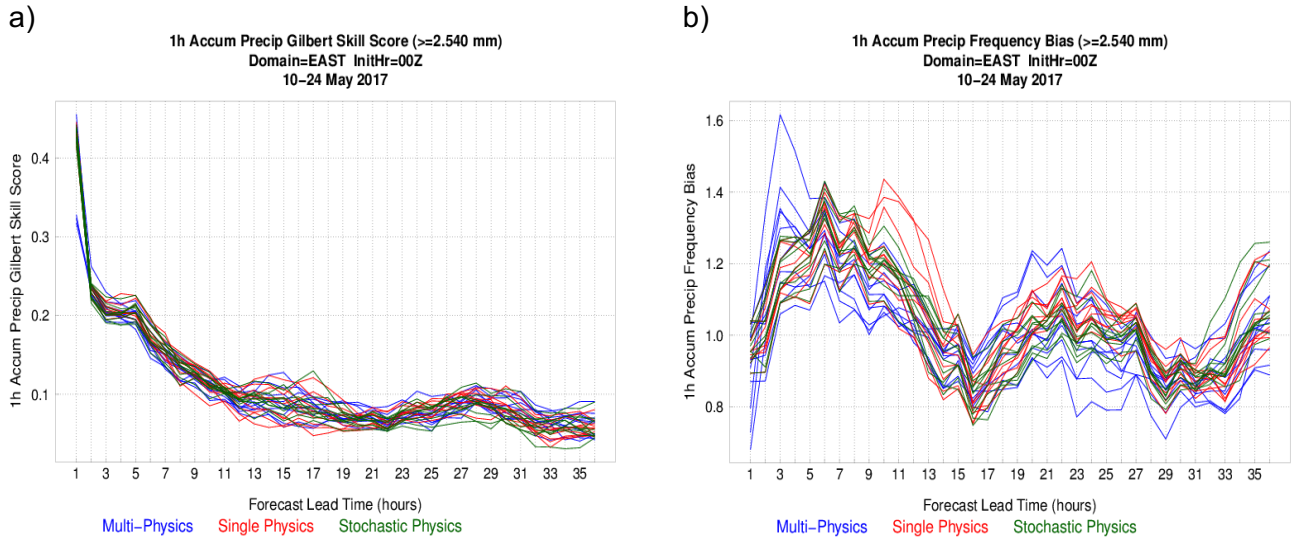 a)
1h Accum Precip Gilbert Skill Score (>=2.540 mm)
Domain=EAST InitHr=00Z
10−24 May 2017
1h Accum Precip Gilbert Skill Score
0.4
0.3
0.2
0.1
1 3 5 7 9 11 13 15 17 19 21 23 25 27 29 31 33 35
Forecast Lead Time (hours)
Multi−Physics Single Physics Stochastic Physics
b)
1h Accum Precip Frequency Bias (>=2.540 mm)
Domain=EAST InitHr=00Z
10−24 May 2017
1h Accum Precip Frequency Bias
1.6
1.4
1.2
1.0
0.8
1 3 5 7 9 11 13 15 17 19 21 23 25 27 29 31 33 35
Forecast Lead Time (hours)
Multi−Physics Single Physics Stochastic Physics